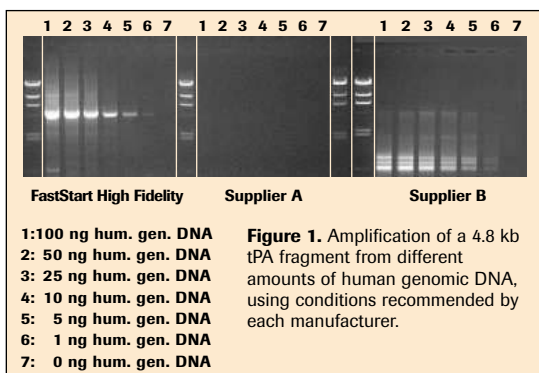 1 2 3 4 5 6 7 1 2 3 4 5 6 7 1 2 3 4 5 6 7
FastStart High Fidelity Supplier A Supplier B
1:100 ng hum. gen. DNA
2: 50 ng hum. gen. DNA
3: 25 ng hum. gen. DNA
4: 10 ng hum. gen. DNA
5: 5 ng hum. gen. DNA
6: 1 ng hum. gen. DNA
7: 0 ng hum. gen. DNA
Figure 1. Amplification of a 4.8 kb
tPA fragment from different
amounts of human genomic DNA,
using conditions recommended by
each manufacturer.